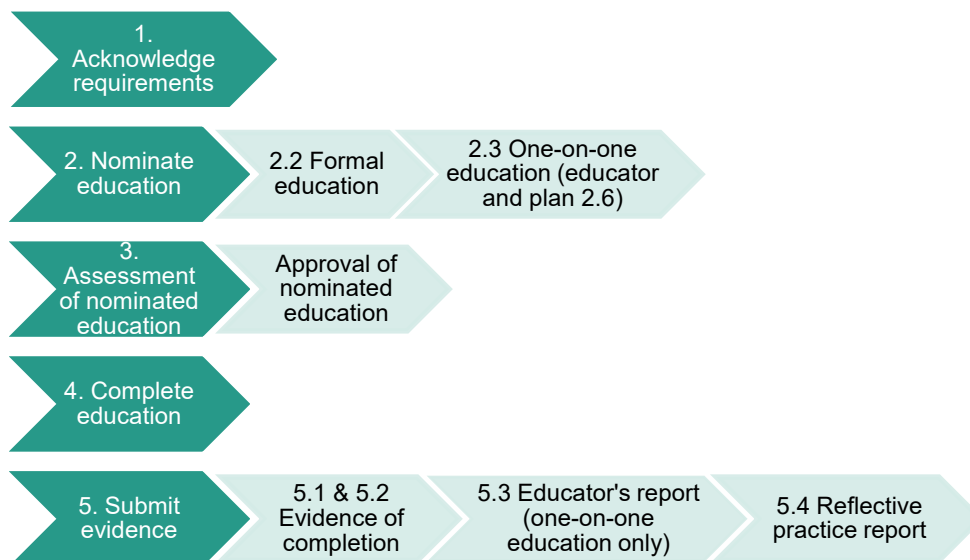 1.
Acknowledge
requirements
2. Nominate
education
2.2 Formal
education
2.3 One-on-one
education (educator
and plan 2.6)
3.
Assessment
of nominated
education
Approval of
nominated
education
4. Complete
education
5. Submit
evidence
5.1 & 5.2
Evidence of
completion
5.3 Educator's report
(one-on-one
education only)
5.4 Reflective
practice report